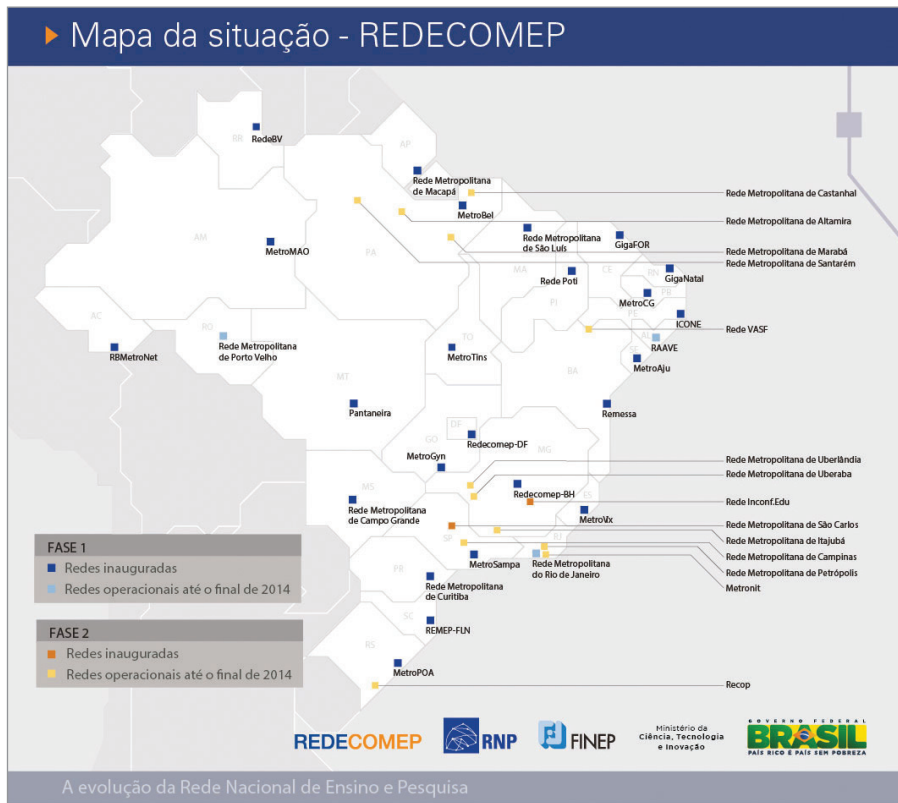 Mapa da situação - REDECOMEP
RR
RedeBV
AP
Rede Metropolitana
de Macapá
MetroBel
Rede Metropolitana de Castanhal
Rede Metropolitana de Altamira
Rede Metropolitana de Marabá
Rede Metropolitana de Santarém
AM
MetroMAO
PA
Rede Metropolitana
de São Luís
GigaFOR
MA
CE
Rede Poti
RN
GigaNatal
PB
MetroCG
PI
PE
ICONE
Rede VASF
AC
RBMetroNet
RO
Rede Metropolitana
de Porto Velho
TO
MetroTins
AL
RAAVE
SE
MetroAju
BA
MT
Pantaneira
Remessa
DF
Redecomep-DF
GO
MetroGyn
MG
Rede Metropolitana de Uberlândia
Rede Metropolitana de Uberaba
Redecomep-BH
Rede Inconf.Edu
MS
Rede Metropolitana
de Campo Grande
ES
MetroVix
Rede Metropolitana de São Carlos
Rede Metropolitana de Itajubá
Rede Metropolitana de Campinas
Rede Metropolitana de Petrópolis
Metronit
SP
RJ
MetroSampa
Rede Metropolitana
do Rio de Janeiro
PR
Rede Metropolitana
de Curitiba
SC
REMEP-FLN
RS
MetroPOA
Recop
FASE 1
Redes inauguradas
Redes operacionais até o final de 2014
FASE 2
Redes inauguradas
Redes operacionais até o final de 2014
REDECOMEP
RNP
FINEP
Ministério da
Ciência, Tecnologia
e Inovação
GOVERNO FEDERAL
BRASIL
PAÍS RICO É PAÍS SEM POBREZA
A evolução da Rede Nacional de Ensino e Pesquisa